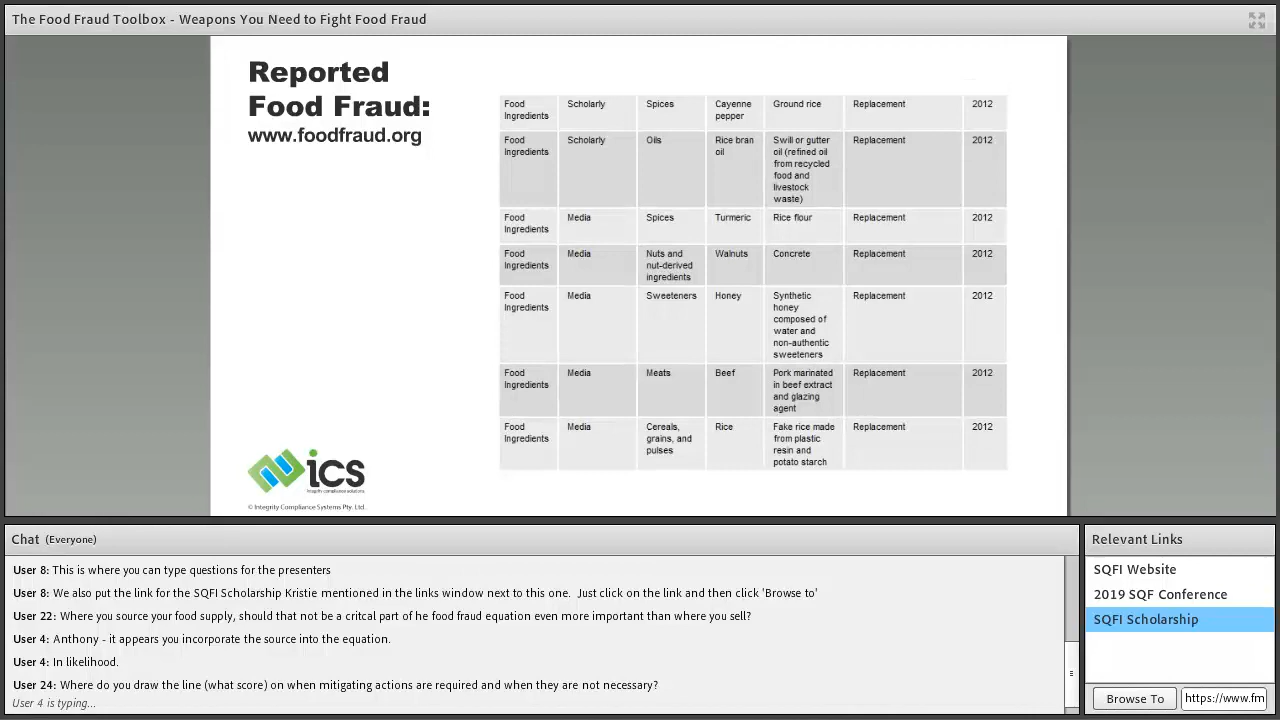 The Food Fraud Toolbox - Weapons You Need to Fight Food Fraud
Reported
Food Fraud:
www.foodfraud.org
Food Ingredients Scholarly Spices Cayenne pepper Ground rice Replacement 2012
Food Ingredients Scholarly Oils Rice bran oil Swill or gutter oil (refined oil from recycled food and livestock waste) Replacement 2012
Food Ingredients Media Spices Turmeric Rice flour Replacement 2012
Food Ingredients Media Nuts and nut-derived ingredients Walnuts Concrete Replacement 2012
Food Ingredients Media Sweeteners Honey Synthetic honey composed of water and non-authentic sweeteners Replacement 2012
Food Ingredients Media Meats Beef Pork marinated in beef extract and glazing agent Replacement 2012
Food Ingredients Media Cereals, grains, and pulses Rice Fake rice made from plastic resin and potato starch Replacement 2012
ics
Integrity compliance solutions
© Integrity Compliance Systems Pty. Ltd.
Chat (Everyone)
User 8: This is where you can type questions for the presenters
User 8: We also put the link for the SQFI Scholarship Kristie mentioned in the links window next to this one. Just click on the link and then click 'Browse to'
User 22: Where you source your food supply, should that not be a critcal part of he food fraud equation even more important than where you sell?
User 4: Anthony - it appears you incorporate the source into the equation.
User 4: In likelihood.
User 24: Where do you draw the line (what score) on when mitigating actions are required and when they are not necessary?
User 4 is typing...
Relevant Links
SQFI Website
2019 SQF Conference
SQFI Scholarship
Browse To https://www.fm